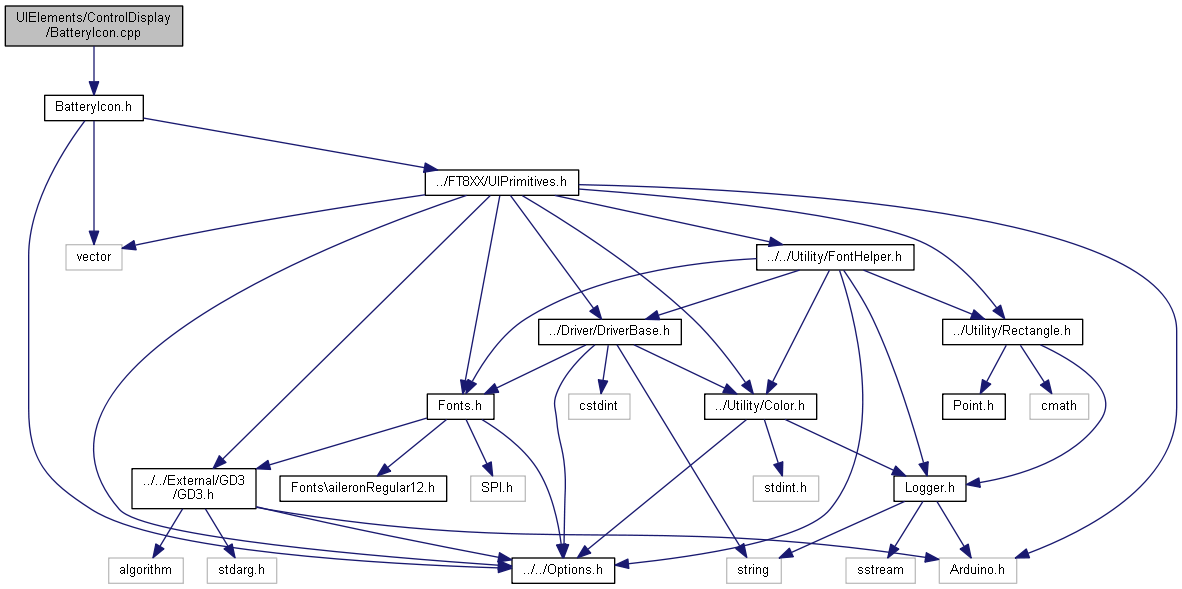 UIElements/ControlDisplay
/BatteryIcon.cpp
BatteryIcon.h
../FT8XX/UIPrimitives.h
vector
../../Utility/FontHelper.h
../Driver/DriverBase.h
../Utility/Rectangle.h
Fonts.h
cstdint
../Utility/Color.h
Point.h
cmath
../../External/GD3
/GD3.h
Fonts\aileronRegular12.h
SPI.h
stdint.h
Logger.h
algorithm
stdarg.h
../../Options.h
string
sstream
Arduino.h